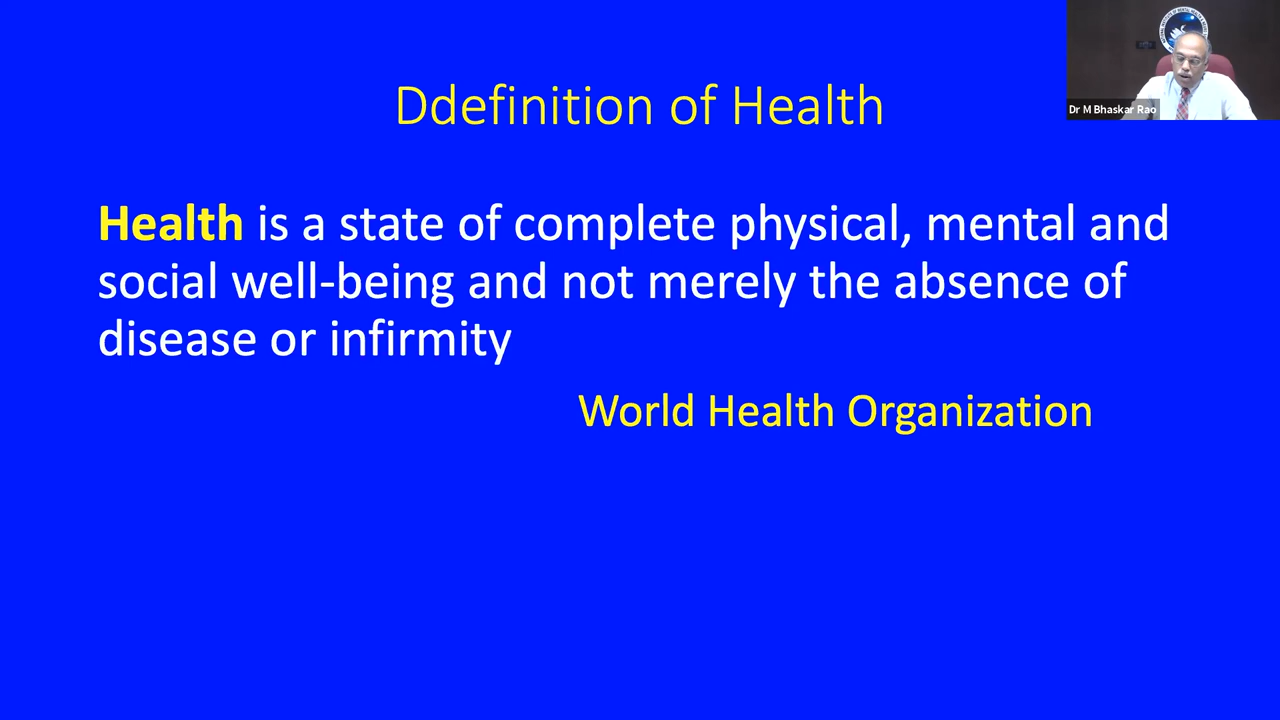 Ddefinition of Health
Dr M Bhaskar Rao
Health is a state of complete physical, mental and
social well-being and not merely the absence of
disease or infirmity
World Health Organization